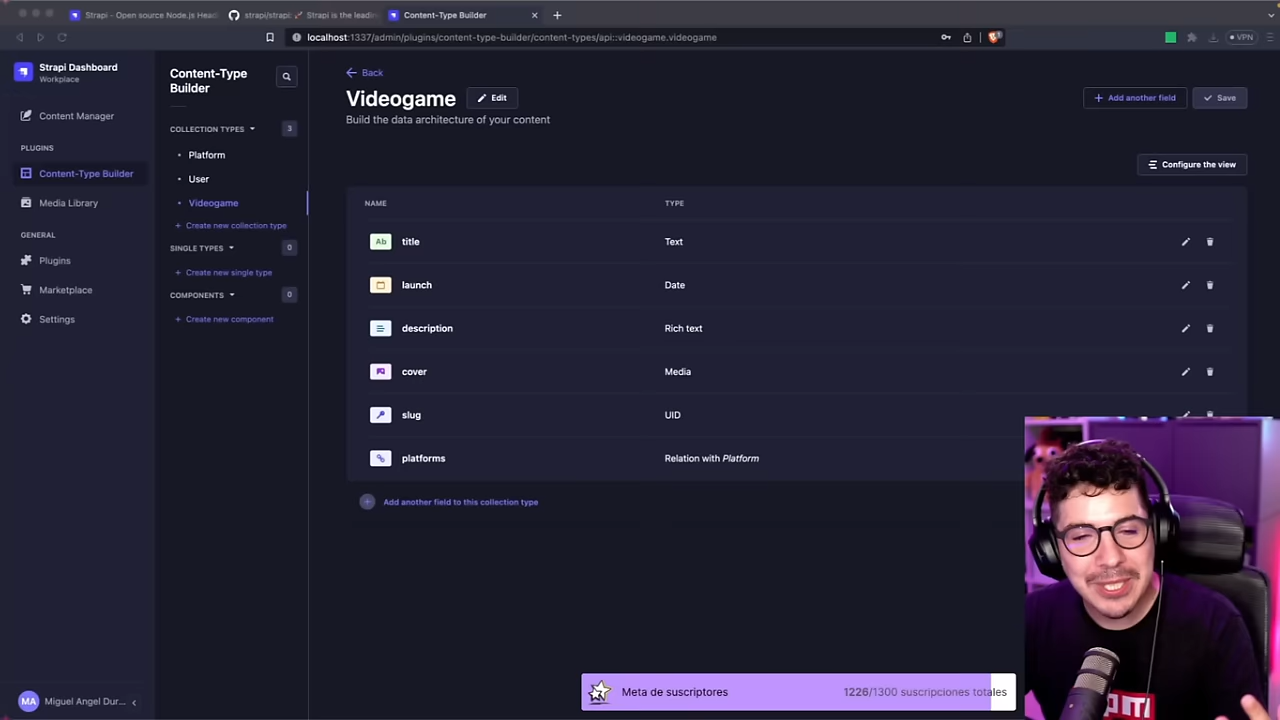 Strapi - Open source Node.js Head
strapi/strapi: 🚀 Strapi is the leadin
Content-Type Builder
localhost:1337/admin/plugins/content-type-builder/content-types/api::videogame.videogame
VPN
Strapi Dashboard
Workplace
Content Manager
PLUGINS
Content-Type Builder
Media Library
GENERAL
Plugins
Marketplace
Settings
MA
Miguel Angel Dur...
Content-Type
Builder
COLLECTION TYPES
3
Platform
User
Videogame
Create new collection type
SINGLE TYPES
0
Create new single type
COMPONENTS
0
Create new component
Back
Videogame
Edit
Build the data architecture of your content
Add another field
Save
Configure the view
NAME TYPE
Ab title Text
launch Date
description Rich text
cover Media
slug UID
platforms Relation with Platform
Add another field to this collection type
Meta de suscriptores
1226/1300 suscripciones totales